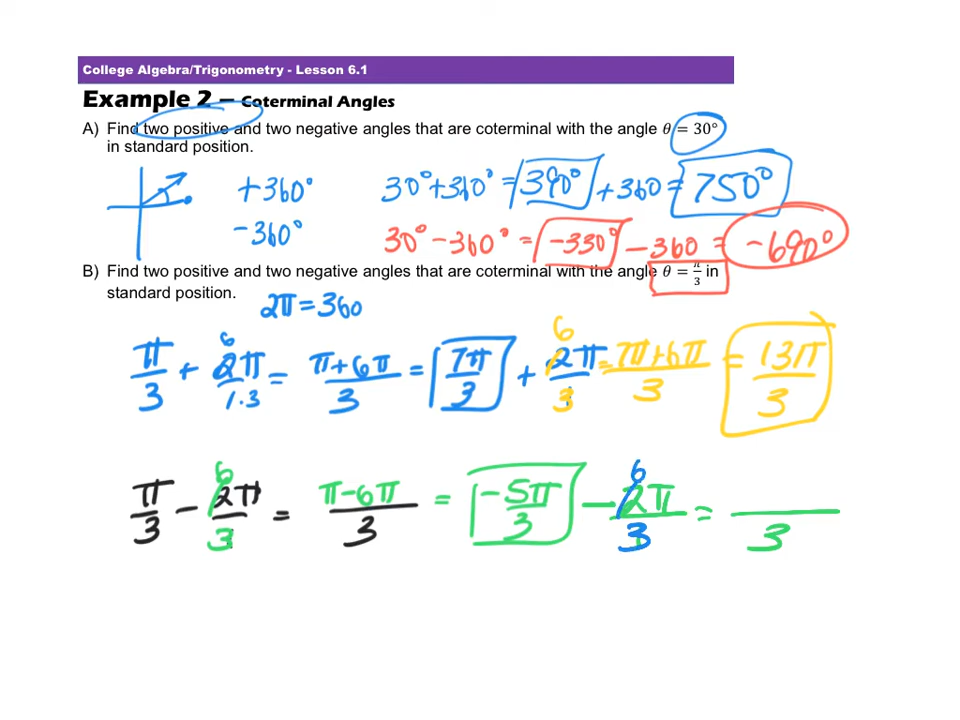 College Algebra/Trigonometry - Lesson 6.1
Example 2 – Coterminal Angles
A) Find two positive and two negative angles that are coterminal with the angle θ = 30°
in standard position.
+360° 30°+360° = 390° +360 = 750°
-360° 30° - 360° = -330° - 360 = -690°
B) Find two positive and two negative angles that are coterminal with the angle θ = π/3 in
standard position.
2π = 360
π/3 + 6 2π/1·3 = π+6π/3 = 7π/3 + 6 2π/3 = 7π+6π/3 = 13π/3
π/3 - 6 2π/3 = π-6π/3 = -5π/3 - 6 2π/3 = /3